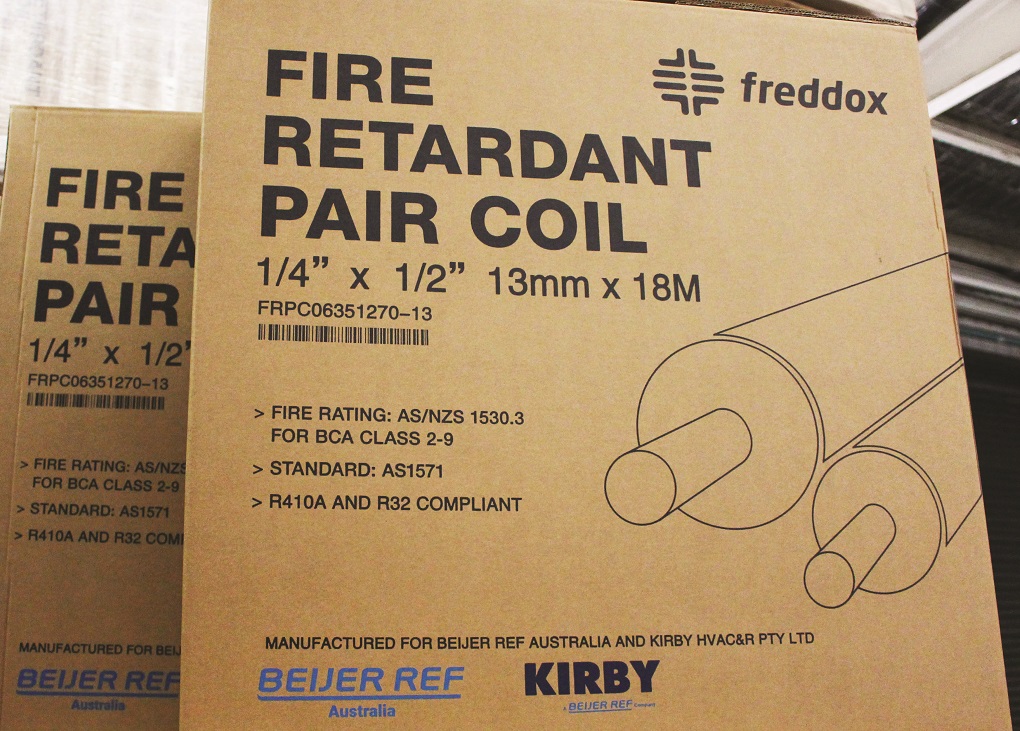 FIRE
RETARDANT
PAIR COIL
1/4” x 1/2” 13mm x 18M
FRPC06351270–13
> FIRE RATING: AS/NZS 1530.3
FOR BCA CLASS 2-9
> STANDARD: AS1571
> R410A AND R32 COMPLIANT
MANUFACTURED FOR BEIJER REF AUSTRALIA AND KIRBY HVAC&R PTY LTD
BEIJER REF
Australia
KIRBY
A BEIJER REF Company
freddox
FIRE
RETA
PAIR
1/4” x 1/2”
FRPC06351270–13
> FIRE RATING: AS/NZS
FOR BCA CLASS 2-9
> STANDARD: AS1571
> R410A AND R32 COM
MANUFACTURED FOR BEIJ
BEIJER REF
Australia